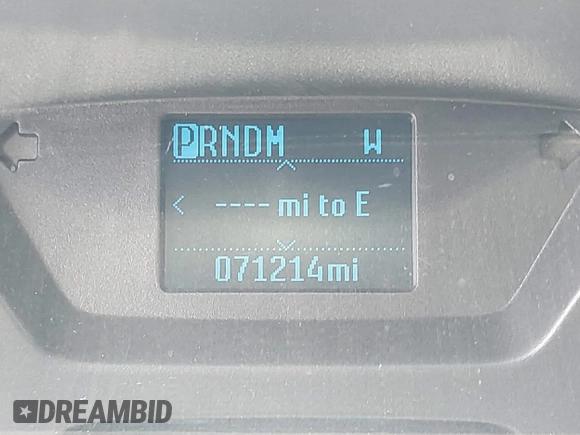 PRNDM W
< ---- mi to E
071214mi
DREAMBID